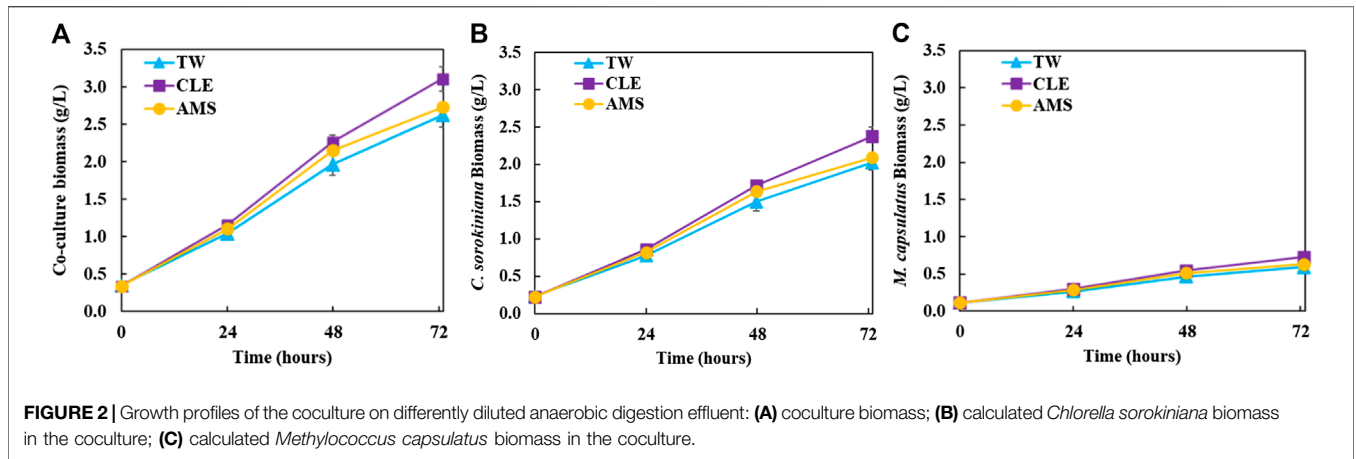 A
3.5
3.0
2.5
2.0
1.5
1.0
0.5
0.0
Co-culture biomass (g/L)
TW
CLE
AMS
0 24 48 72
Time (hours)
B
3.5
3.0
2.5
2.0
1.5
1.0
0.5
0.0
C. sorokiniana Biomass (g/L)
TW
CLE
AMS
0 24 48 72
Time (hours)
C
3.5
3.0
2.5
2.0
1.5
1.0
0.5
0.0
M. capsulatus Biomass (g/L)
TW
CLE
AMS
0 24 48 72
Time (hours)
FIGURE 2 | Growth profiles of the coculture on differently diluted anaerobic digestion effluent: (A) coculture biomass; (B) calculated Chlorella sorokiniana biomass
in the coculture; (C) calculated Methylococcus capsulatus biomass in the coculture.